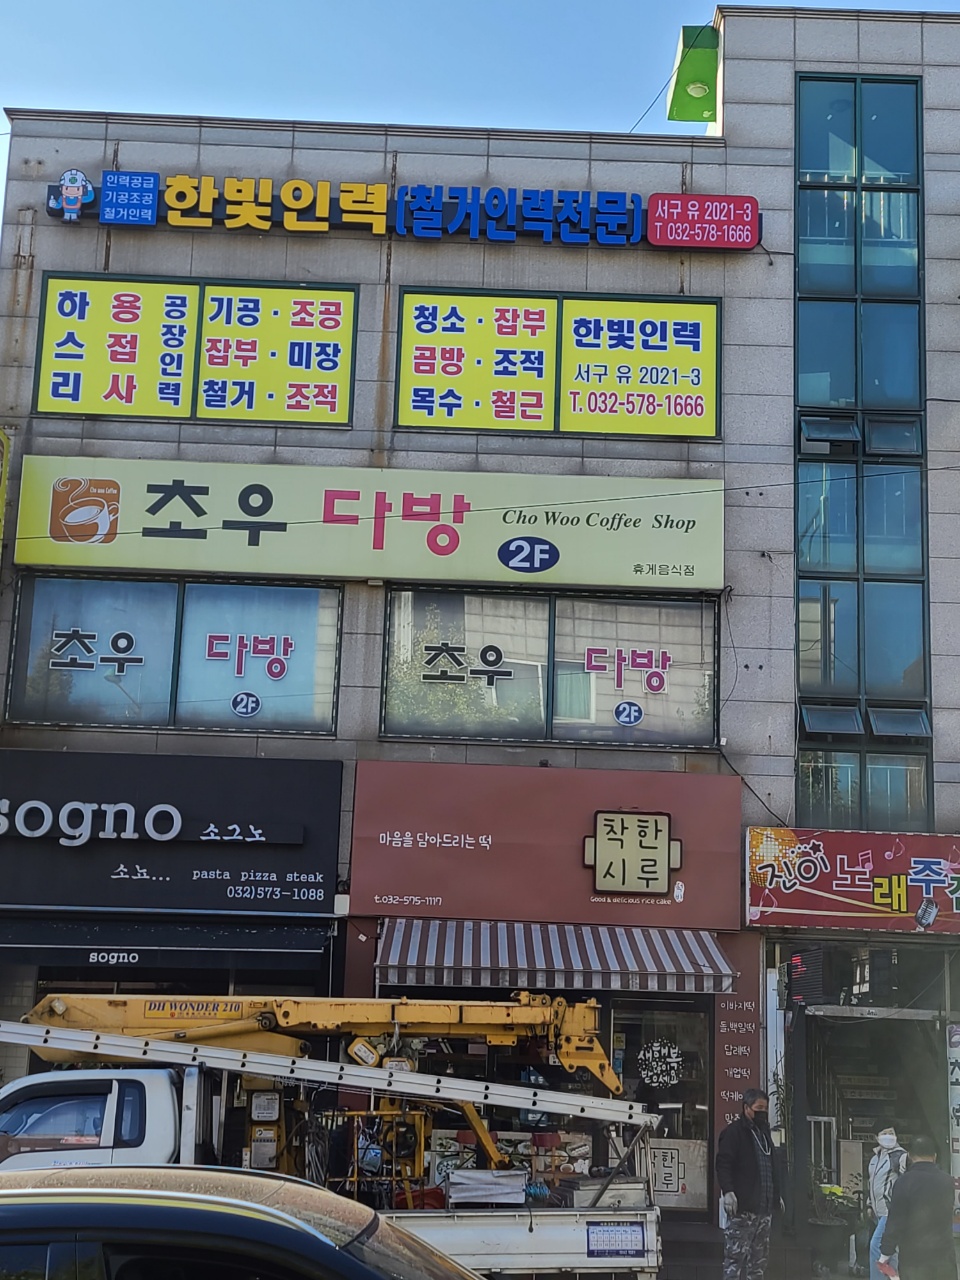 인력공급
기공조공
철거인력
한빛인력 (철거인력전문)
서구 유 2021-3
T 032-578-1666
하스리
용접사
공장인력
기공 · 조공
잡부 · 미장
철거 · 조적
청소 · 잡부
곰방 · 조적
목수 · 철근
한빛인력
서구 유 2021-3
T. 032-578-1666
Cho woo Coffee
초우 다방
Cho Woo Coffee Shop
2F
휴게음식점
초우 다방
2F
초우 다방
2F
sogno 소그노
소뇨... pasta pizza steak
032)573-1088
sogno
마음을 담아드리는 떡
착한
시루
Good & delicious rice cake
t.032-575-1117
진이 노래주
이바지떡
돌,백일떡
답례떡
개업떡
떡케이
DH WONDER 210